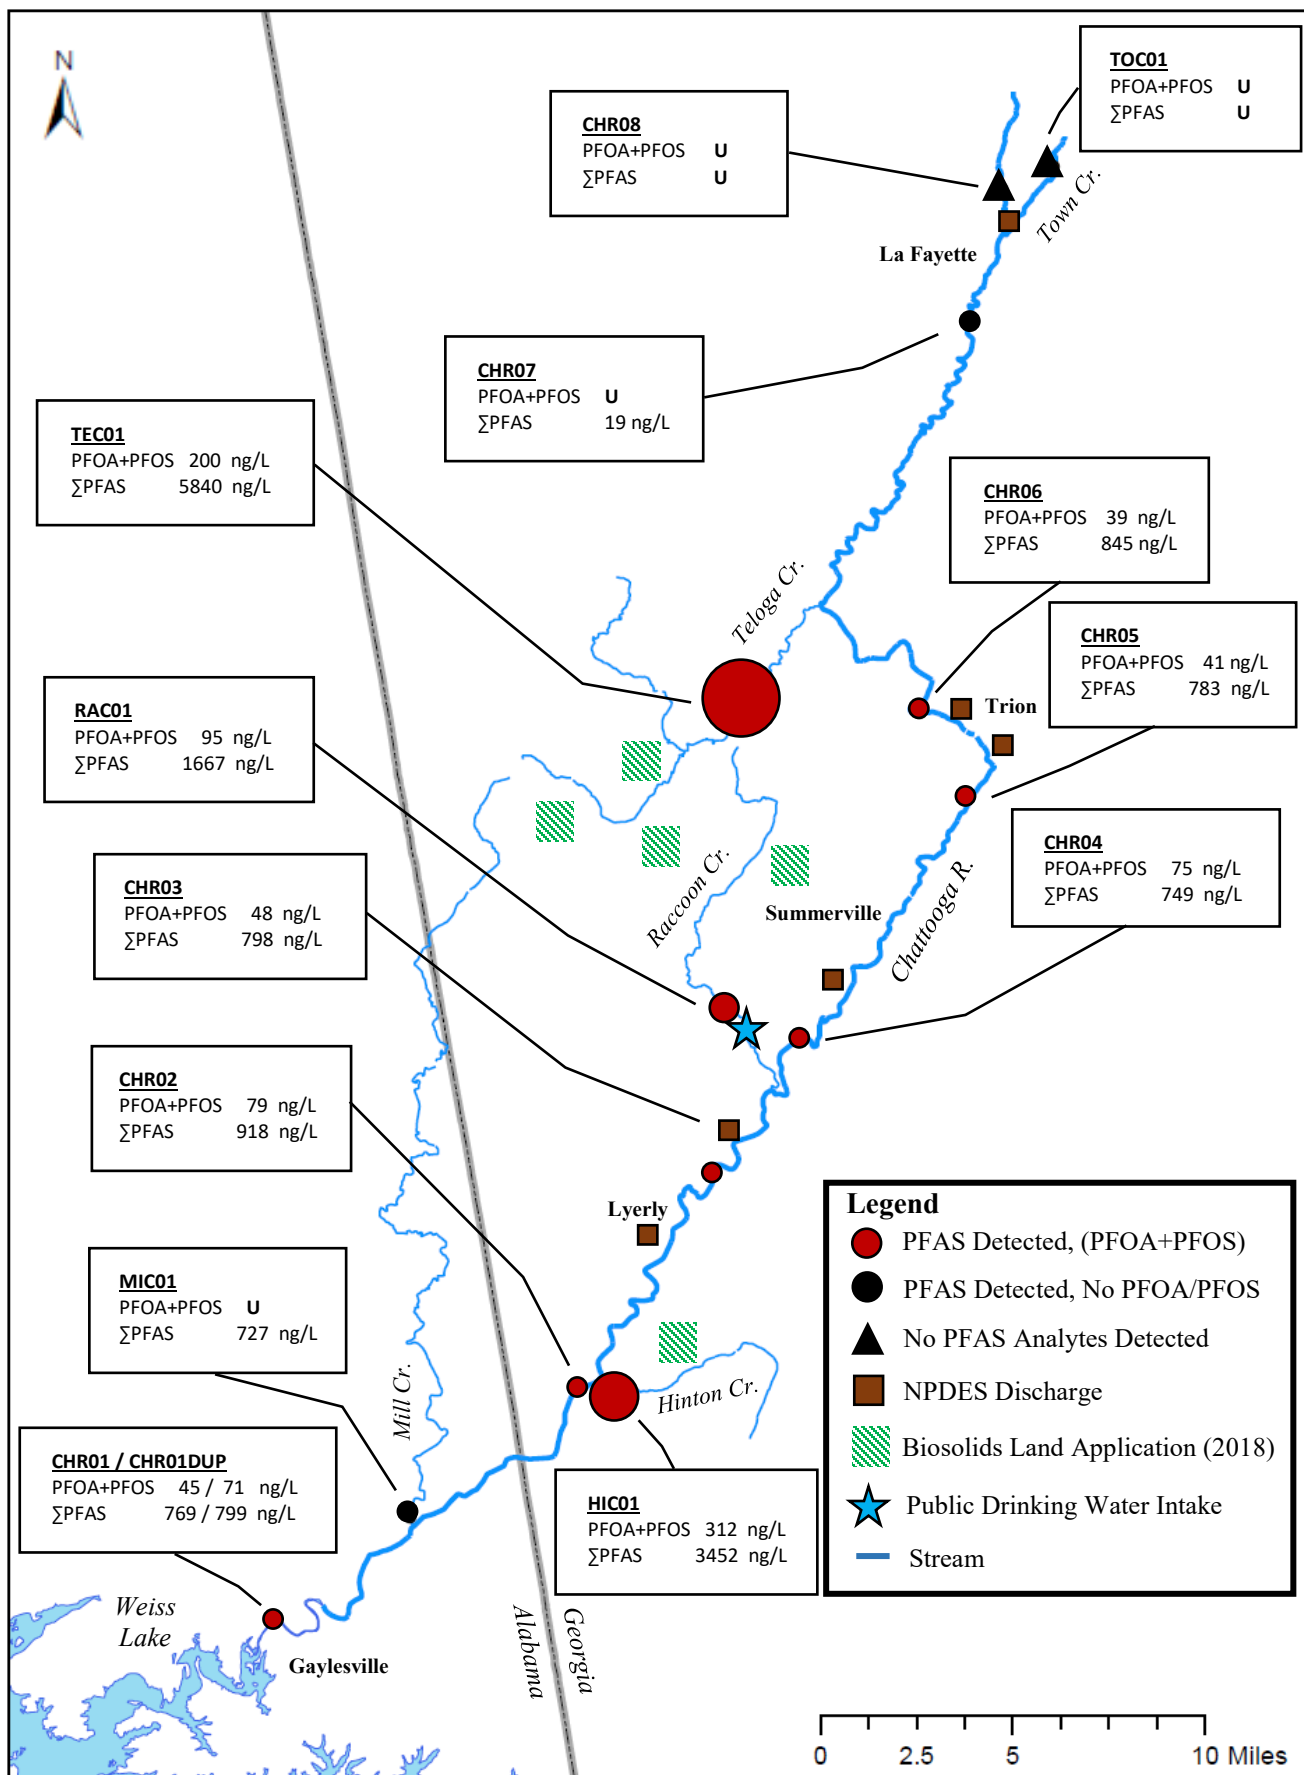 N
TOC01
PFOA+PFOS U
∑PFAS U
CHR08
PFOA+PFOS U
∑PFAS U
Town Cr.
La Fayette
CHR07
PFOA+PFOS U
∑PFAS 19 ng/L
TEC01
PFOA+PFOS 200 ng/L
∑PFAS 5840 ng/L
CHR06
PFOA+PFOS 39 ng/L
∑PFAS 845 ng/L
Teloga Cr.
CHR05
PFOA+PFOS 41 ng/L
∑PFAS 783 ng/L
RAC01
PFOA+PFOS 95 ng/L
∑PFAS 1667 ng/L
Trion
CHR04
PFOA+PFOS 75 ng/L
∑PFAS 749 ng/L
CHR03
PFOA+PFOS 48 ng/L
∑PFAS 798 ng/L
Raccoon Cr.
Summerville
Chattooga R.
CHR02
PFOA+PFOS 79 ng/L
∑PFAS 918 ng/L
Lyerly
Legend
PFAS Detected, (PFOA+PFOS)
PFAS Detected, No PFOA/PFOS
No PFAS Analytes Detected
NPDES Discharge
Biosolids Land Application (2018)
Public Drinking Water Intake
Stream
MIC01
PFOA+PFOS U
∑PFAS 727 ng/L
Mill Cr.
Hinton Cr.
CHR01 / CHR01DUP
PFOA+PFOS 45 / 71 ng/L
∑PFAS 769 / 799 ng/L
HIC01
PFOA+PFOS 312 ng/L
∑PFAS 3452 ng/L
Weiss
Lake
Gaylesville
Alabama
Georgia
0 2.5 5 10 Miles